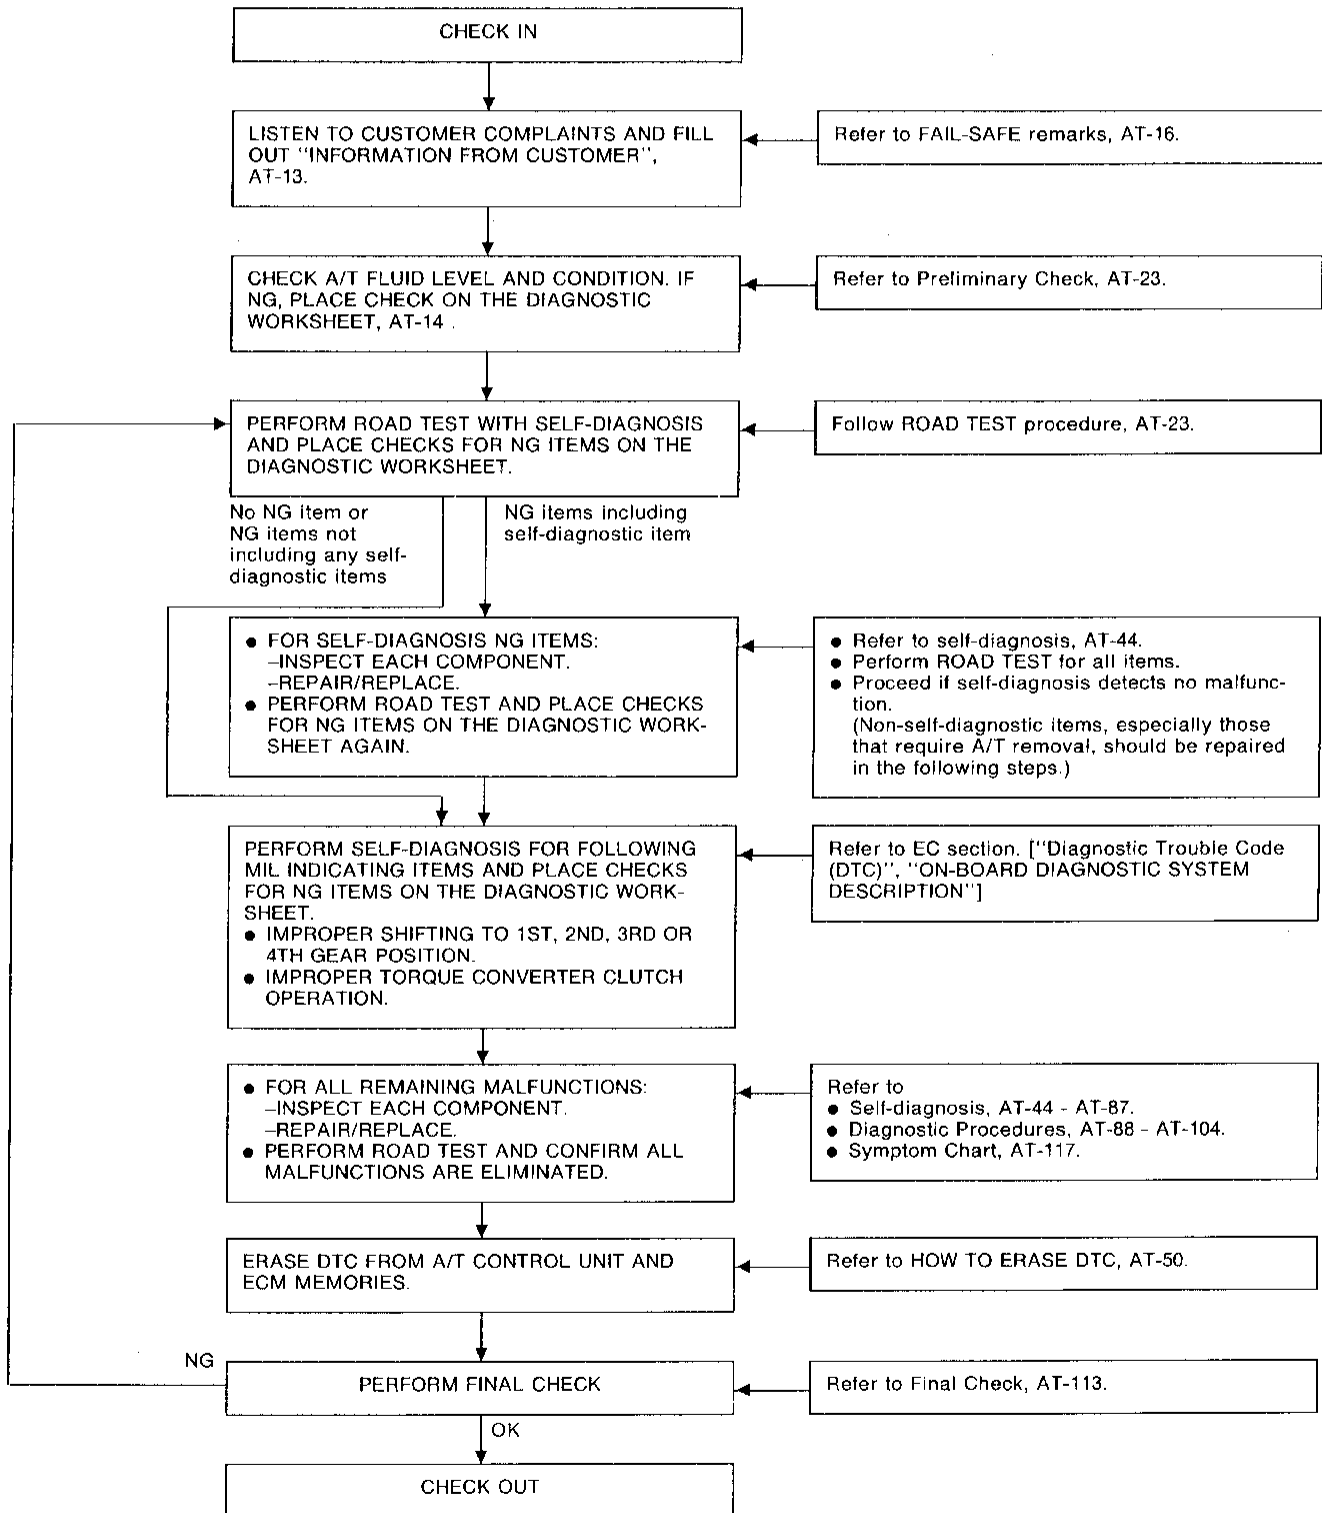 CHECK IN
LISTEN TO CUSTOMER COMPLAINTS AND FILL
OUT "INFORMATION FROM CUSTOMER",
AT-13.
Refer to FAIL-SAFE remarks, AT-16.
CHECK A/T FLUID LEVEL AND CONDITION. IF
NG, PLACE CHECK ON THE DIAGNOSTIC
WORKSHEET, AT-14 .
Refer to Preliminary Check, AT-23.
PERFORM ROAD TEST WITH SELF-DIAGNOSIS
AND PLACE CHECKS FOR NG ITEMS ON THE
DIAGNOSTIC WORKSHEET.
Follow ROAD TEST procedure, AT-23.
No NG item or
NG items not
including any self-
diagnostic items
NG items including
self-diagnostic item
● FOR SELF-DIAGNOSIS NG ITEMS:
–INSPECT EACH COMPONENT.
–REPAIR/REPLACE.
● PERFORM ROAD TEST AND PLACE CHECKS
FOR NG ITEMS ON THE DIAGNOSTIC WORK-
SHEET AGAIN.
● Refer to self-diagnosis, AT-44.
● Perform ROAD TEST for all items.
● Proceed if self-diagnosis detects no malfunc-
tion.
(Non-self-diagnostic items, especially those
that require A/T removal, should be repaired
in the following steps.)
PERFORM SELF-DIAGNOSIS FOR FOLLOWING
MIL INDICATING ITEMS AND PLACE CHECKS
FOR NG ITEMS ON THE DIAGNOSTIC WORK-
SHEET.
● IMPROPER SHIFTING TO 1ST, 2ND, 3RD OR
4TH GEAR POSITION.
● IMPROPER TORQUE CONVERTER CLUTCH
OPERATION.
Refer to EC section. ["Diagnostic Trouble Code
(DTC)", "ON-BOARD DIAGNOSTIC SYSTEM
DESCRIPTION"]
● FOR ALL REMAINING MALFUNCTIONS:
–INSPECT EACH COMPONENT.
–REPAIR/REPLACE.
● PERFORM ROAD TEST AND CONFIRM ALL
MALFUNCTIONS ARE ELIMINATED.
Refer to
● Self-diagnosis, AT-44 - AT-87.
● Diagnostic Procedures, AT-88 - AT-104.
● Symptom Chart, AT-117.
ERASE DTC FROM A/T CONTROL UNIT AND
ECM MEMORIES.
Refer to HOW TO ERASE DTC, AT-50.
NG
PERFORM FINAL CHECK
Refer to Final Check, AT-113.
OK
CHECK OUT